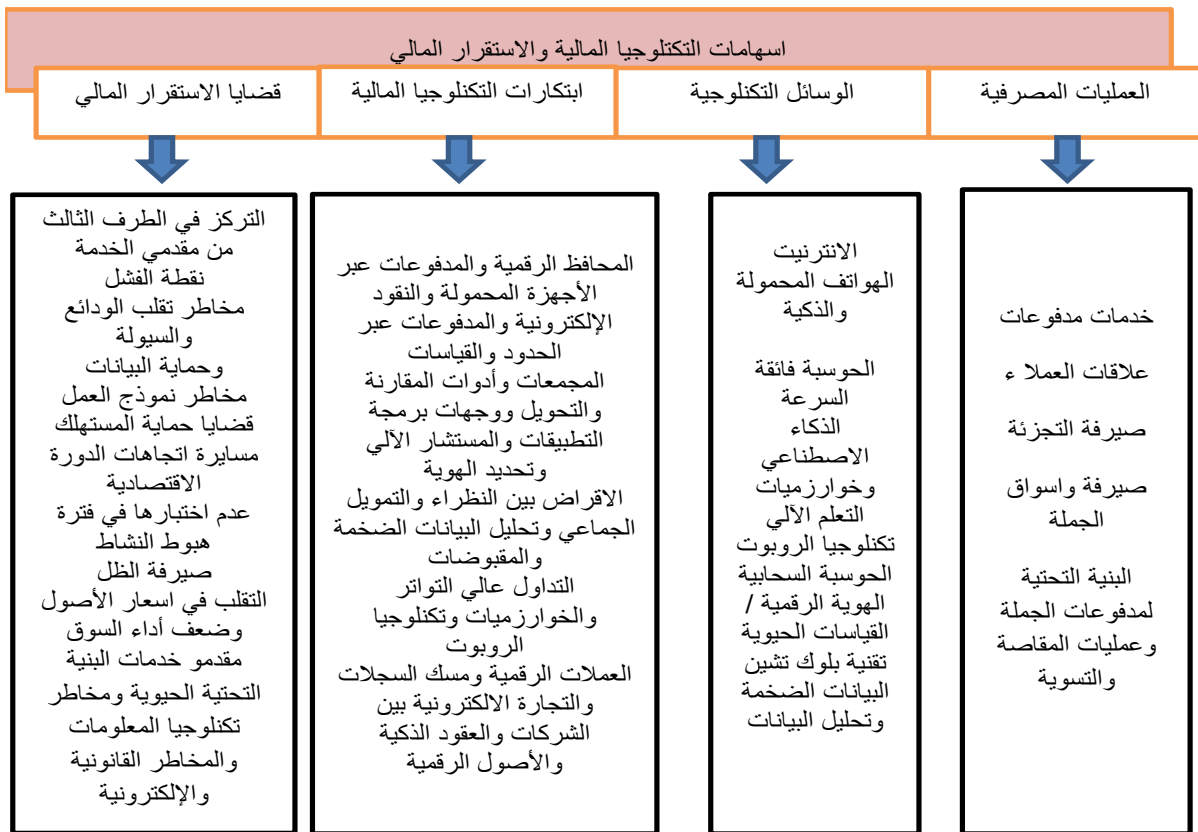 اسهامات التكتلوجيا المالية والاستقرار المالي
العمليات المصرفية
الوسائل التكنلوجية
ابتكارات التكنلوجيا المالية
قضايا الاستقرار المالي
خدمات مدفوعات
علاقات العملا ء
صيرفة التجزئة
صيرفة واسواق
الجملة
البنية التحتية
لمدفوعات الجملة
وعمليات المقاصة
والتسوية
الانترنيت
الهواتف المحمولة
والذكية
الحوسبة فائقة
السرعة
الذكاء
الاصطناعي
وخوارزميات
التعلم الآلي
تكنلوجيا الروبوت
الحوسبة السحابية
الهوية الرقمية /
القياسات الحيوية
تقنية بلوك تشين
البيانات الضخمة
وتحليل البيانات
المحافظ الرقمية والمدفوعات عبر
الأجهزة المحمولة والنقود
الإلكترونية والمدفوعات عبر
الحدود والقياسات
المجمعات وأدوات المقارنة
والتحويل ووجهات برمجة
التطبيقات والمستشار الآلي
وتحديد الهوية
الاقراض بين النظراء والتمويل
الجماعي وتحليل البيانات الضخمة
والمقبوضات
التداول عالي التواتر
والخوارزميات وتكنلوجيا
الروبوت
العملات الرقمية ومسك السجلات
والتجارة الالكترونية بين
الشركات والعقود الذكية
والأصول الرقمية
التركز في الطرف الثالث
من مقدمي الخدمة
نقطة الفشل
مخاطر تقلب الودائع
والسيولة
وحماية البيانات
مخاطر نموذج العمل
قضايا حماية المستهلك
مسايرة اتجاهات الدورة
الاقتصادية
عدم اختبارها في فترة
هبوط النشاط
صيرفة الظل
التقلب في اسعار الأصول
وضعف أداء السوق
مقدمو خدمات البنية
التحتية الحيوية ومخاطر
تكنلوجيا المعلومات
والمخاطر القانونية
والإلكترونية